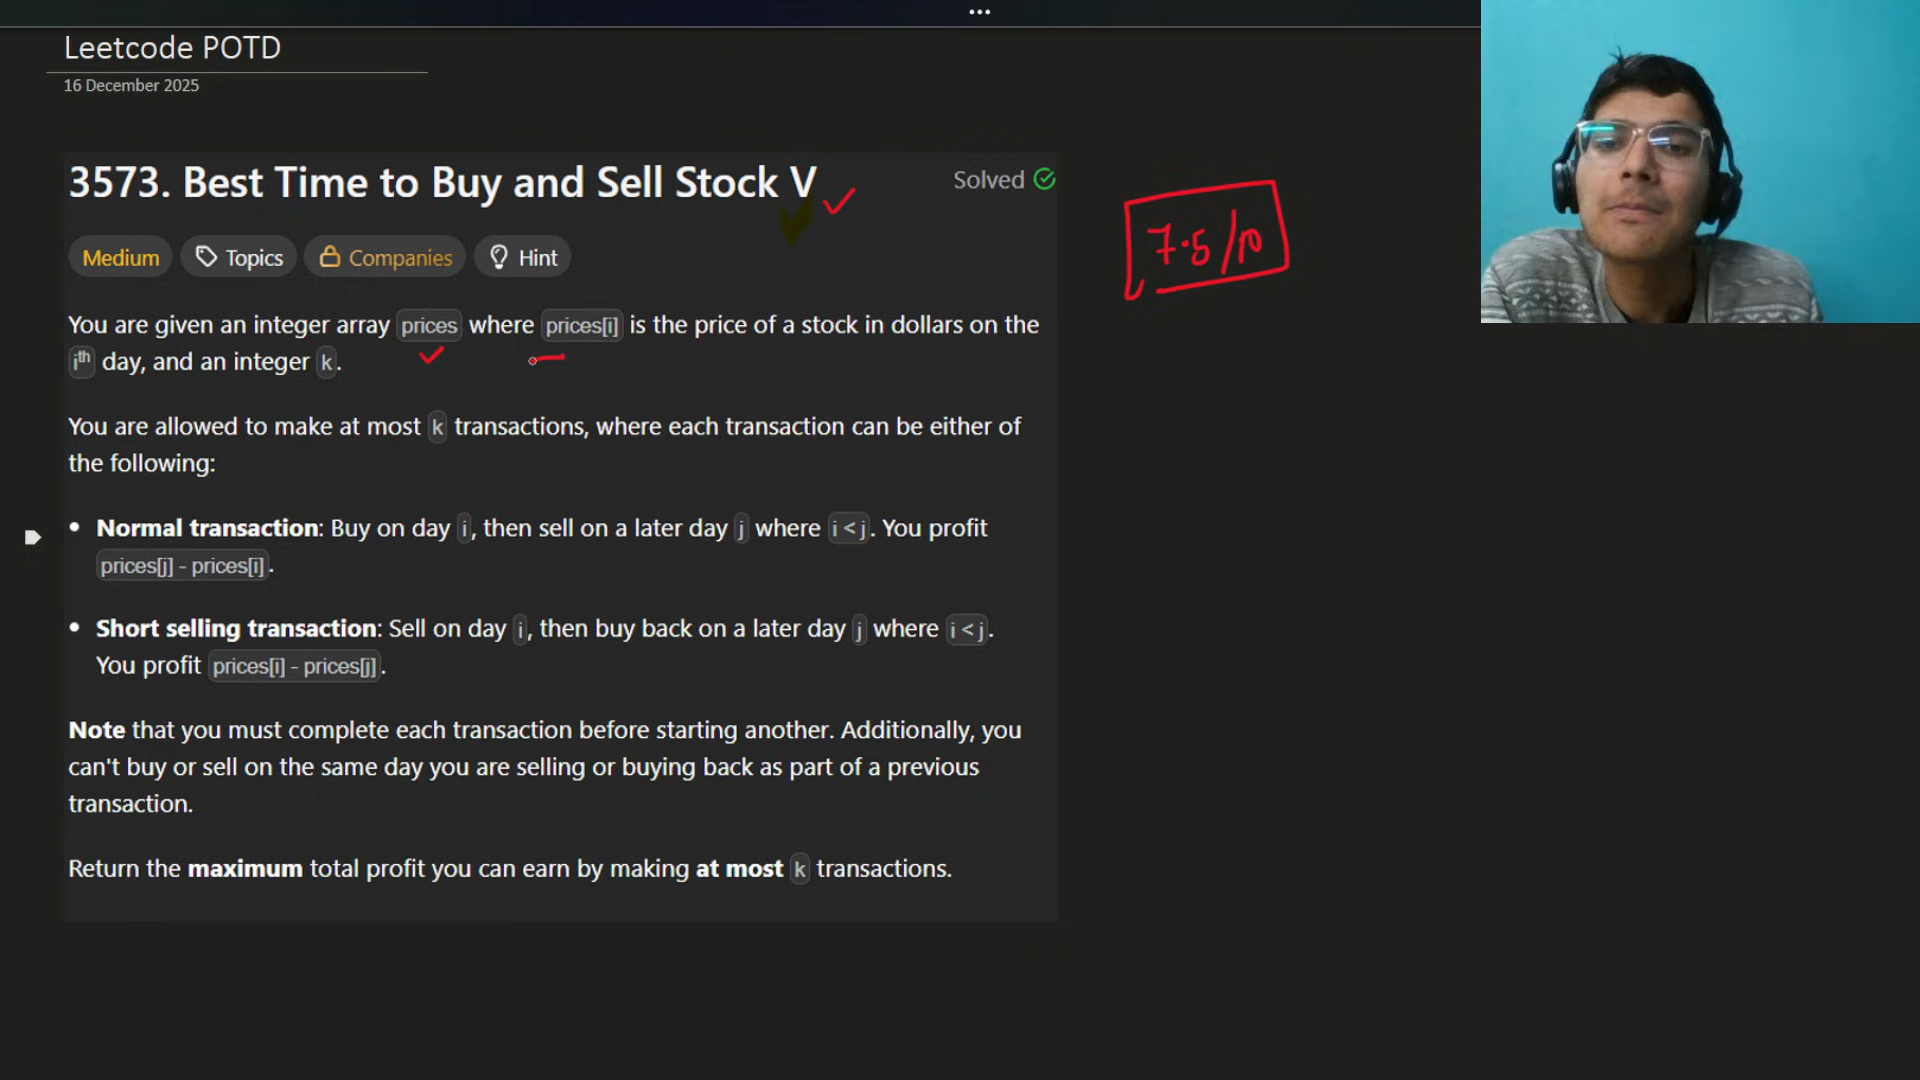 ...
Leetcode POTD
16 December 2025
3573. Best Time to Buy and Sell Stock V
Solved
7.5/10
Medium Topics Companies Hint
You are given an integer array prices where prices[i] is the price of a stock in dollars on the
ith day, and an integer k.
You are allowed to make at most k transactions, where each transaction can be either of
the following:
• Normal transaction: Buy on day i, then sell on a later day j where i < j. You profit
prices[j] - prices[i].
• Short selling transaction: Sell on day i, then buy back on a later day j where i < j.
You profit prices[i] - prices[j].
Note that you must complete each transaction before starting another. Additionally, you
can't buy or sell on the same day you are selling or buying back as part of a previous
transaction.
Return the maximum total profit you can earn by making at most k transactions.